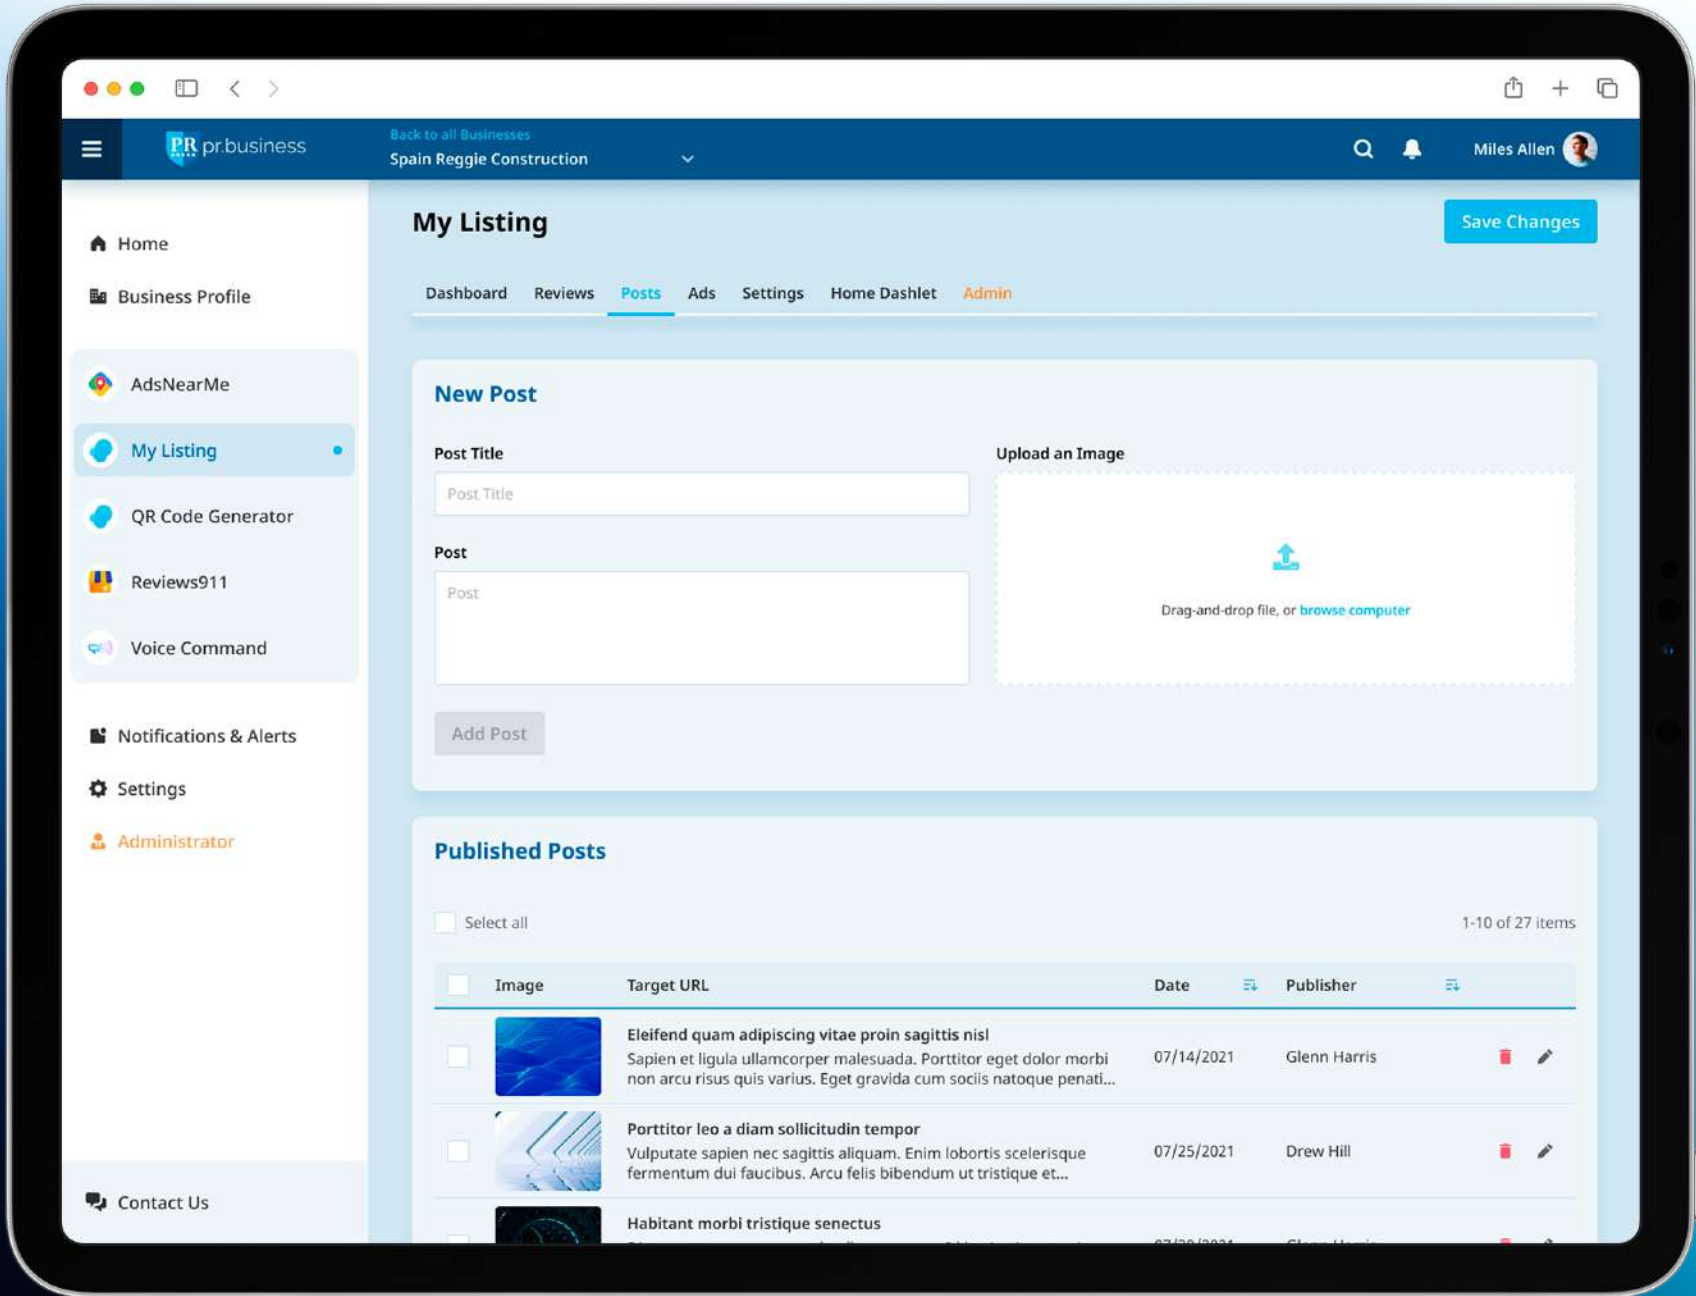 PR pr.business
Back to all Businesses
Spain Reggie Construction
Miles Allen
Home
Business Profile
AdsNearMe
My Listing
QR Code Generator
Reviews911
Voice Command
Notifications & Alerts
Settings
Administrator
Contact Us
My Listing
Save Changes
Dashboard Reviews Posts Ads Settings Home Dashlet Admin
New Post
Post Title
Post Title
Post
Post
Upload an Image
Drag-and-drop file, or browse computer
Add Post
Published Posts
Select all
1-10 of 27 items
Image Target URL Date Publisher
Eleifend quam adipiscing vitae proin sagittis nisl
Sapien et ligula ullamcorper malesuada. Porttitor eget dolor morbi
non arcu risus quis varius. Eget gravida cum sociis natoque penati...
07/14/2021
Glenn Harris
Porttitor leo a diam sollicitudin tempor
Vulputate sapien nec sagittis aliquam. Enim lobortis scelerisque
fermentum dui faucibus. Arcu felis bibendum ut tristique et...
07/25/2021
Drew Hill
Habitant morbi tristique senectus